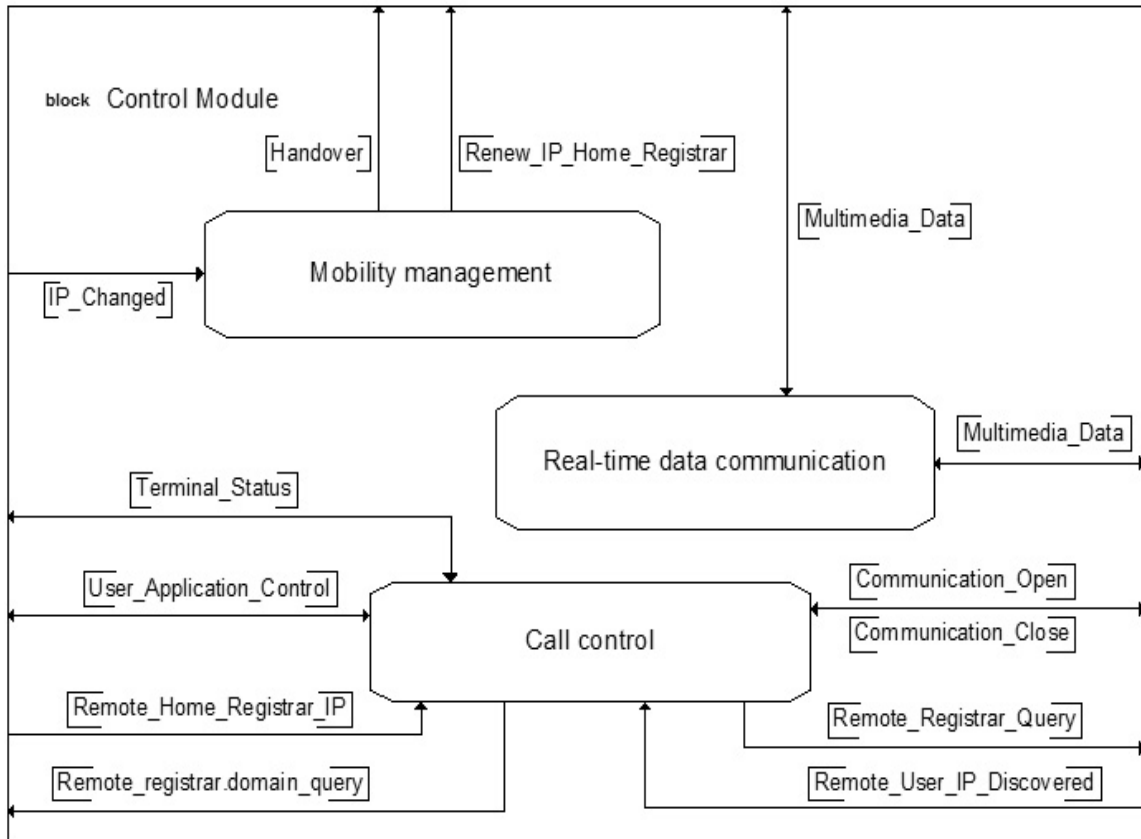 block Control Module
Handover
Renew_IP_Home_Registrar
Multimedia_Data
Mobility management
IP_Changed
Multimedia_Data
Real-time data communication
Terminal_Status
User_Application_Control
Communication_Open
Call control
Communication_Close
Remote_Home_Registrar_IP
Remote_Registrar_Query
Remote_registrar.domain_query
Remote_User_IP_Discovered